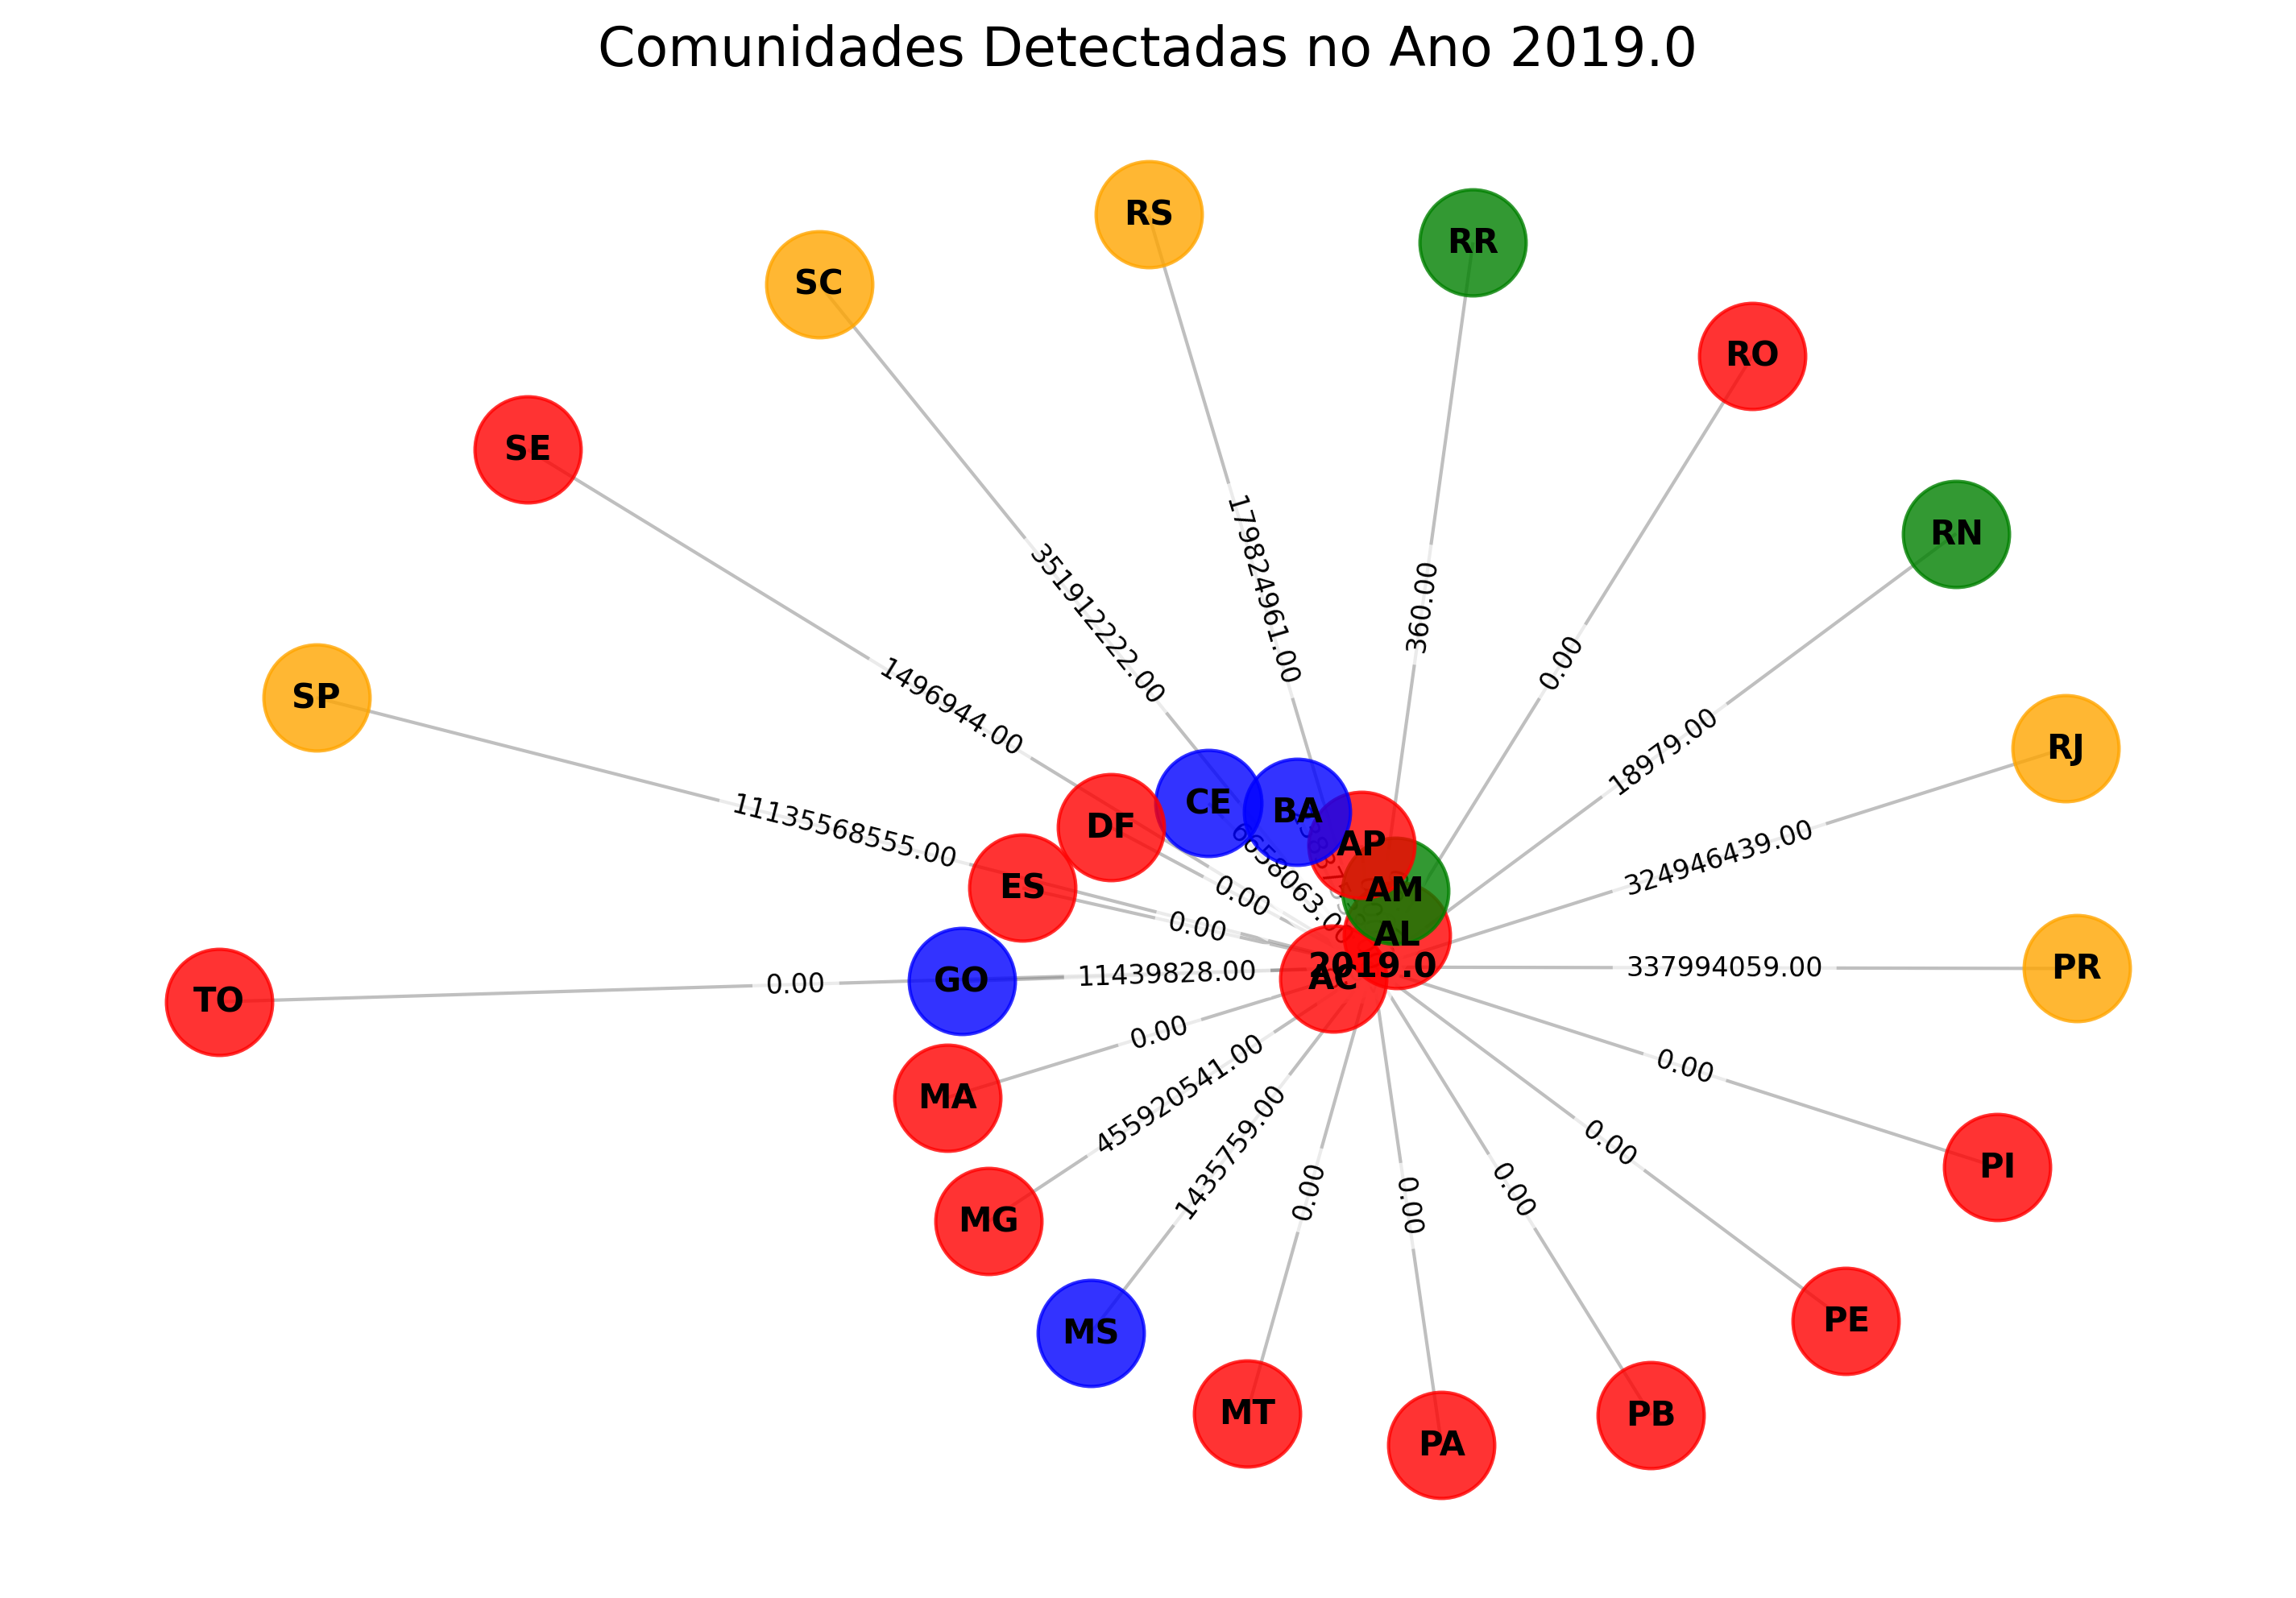 Comunidades Detectadas no Ano 2019.0
RS
RR
SC
RO
SE
RN
SP
RJ
179824961.00
360.00
351912222.00
0.00
1496944.00
18979.00
CE
BA
DF
AP
11135568555.00
324946439.00
ES
AM
6658063.00
0.00
0.00
AL
2019.0
AC
GO
11439828.00
337994059.00
PR
TO
0.00
0.00
MA
455920541.00
0.00
PI
1435759.00
0.00
0.00
0.00
0.00
MG
MS
PE
MT
PA
PB